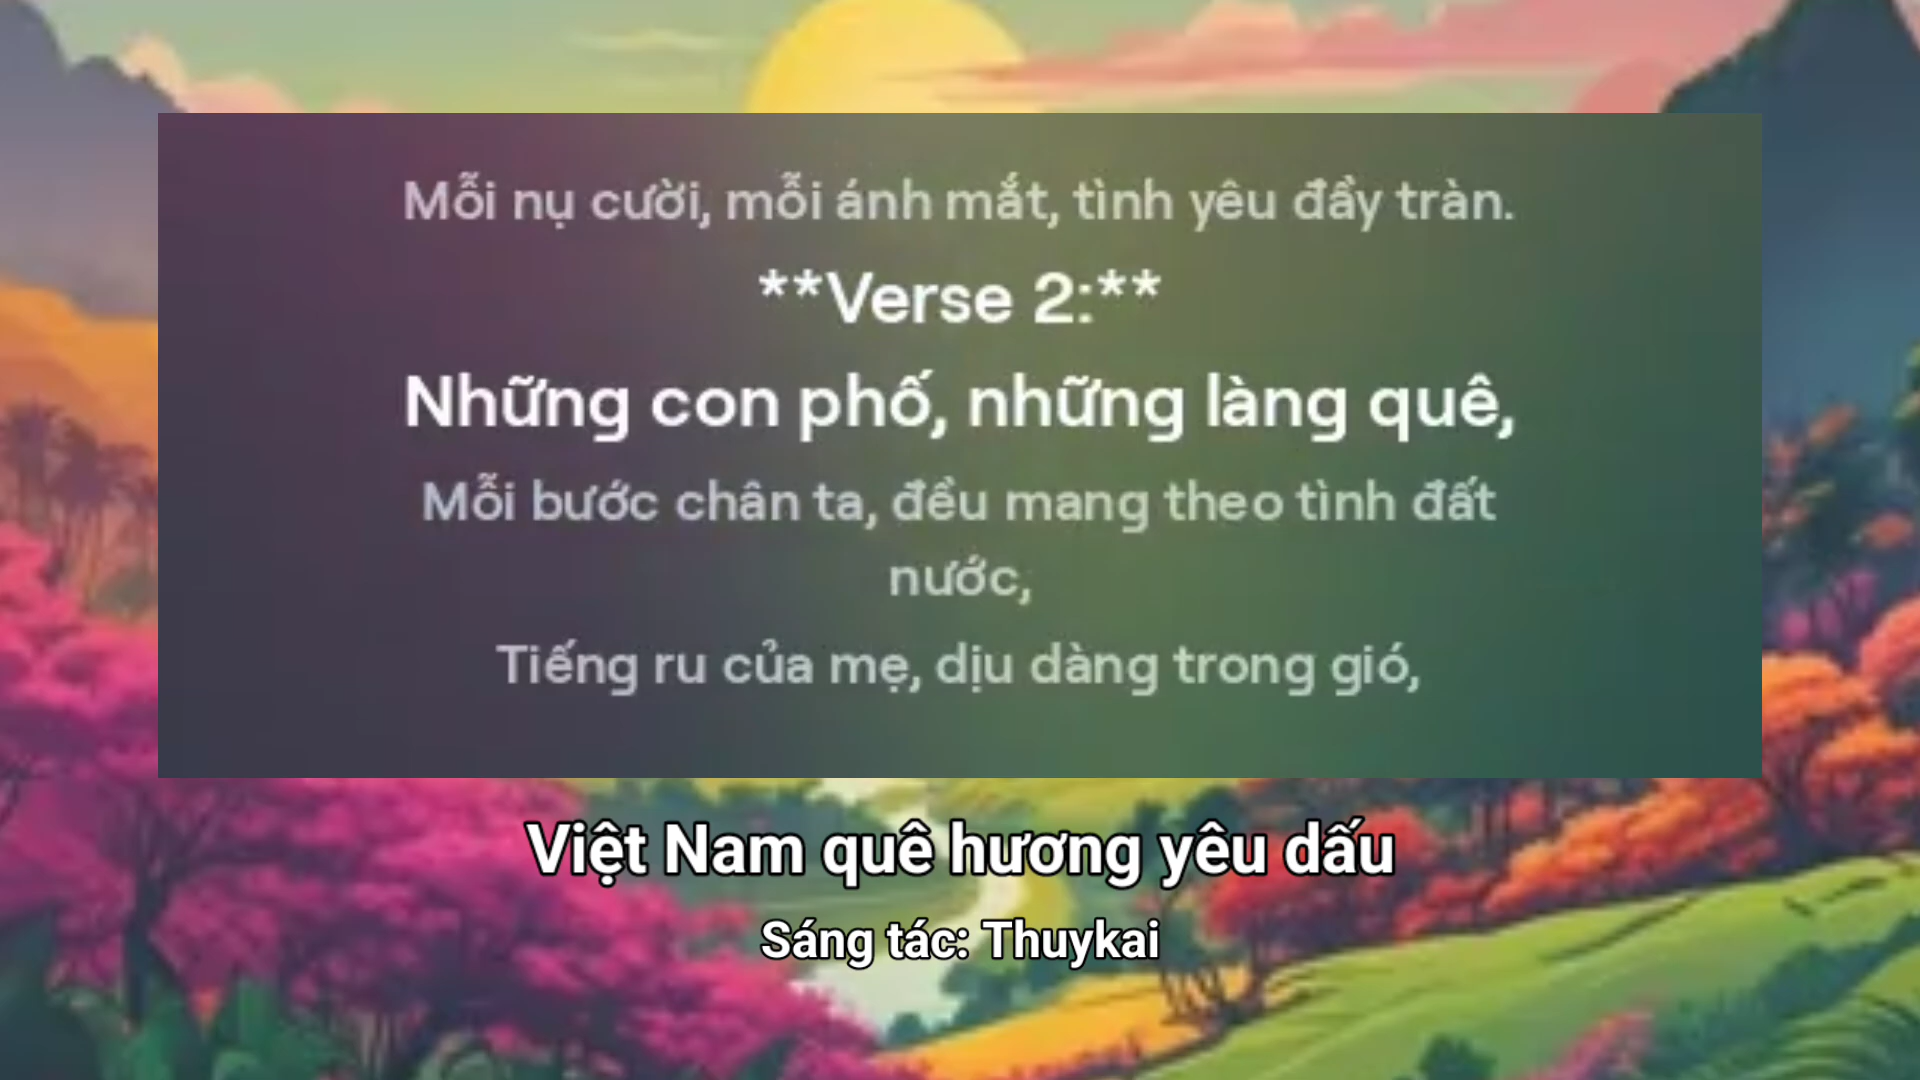 Mỗi nụ cười, mỗi ánh mắt, tình yêu đầy tràn.
**Verse 2:**
Những con phố, những làng quê,
Mỗi bước chân ta, đều mang theo tình đất
nước,
Tiếng ru của mẹ, dịu dàng trong gió,
Việt Nam quê hương yêu dấu
Sáng tác: Thuykai